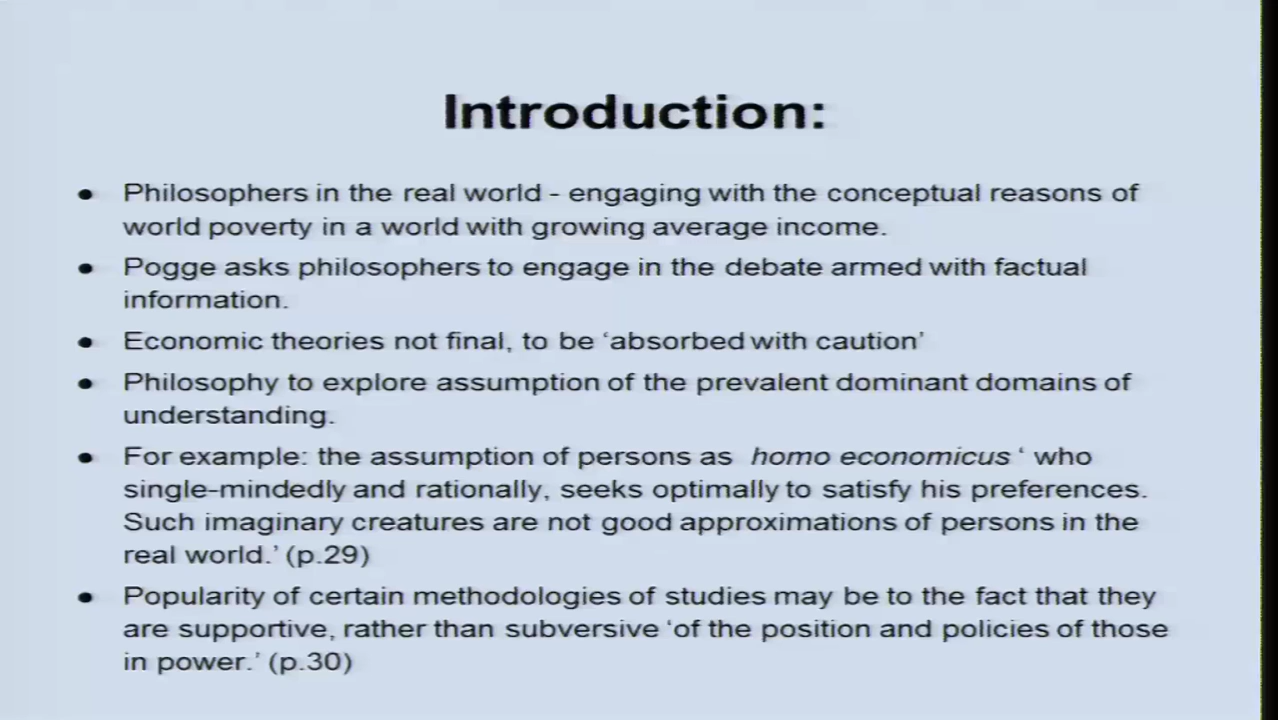 Introduction:
● Philosophers in the real world - engaging with the conceptual reasons of
world poverty in a world with growing average income.
● Pogge asks philosophers to engage in the debate armed with factual
information.
● Economic theories not final, to be ‘absorbed with caution’
● Philosophy to explore assumption of the prevalent dominant domains of
understanding.
● For example: the assumption of persons as homo economicus ‘ who
single-mindedly and rationally, seeks optimally to satisfy his preferences.
Such imaginary creatures are not good approximations of persons in the
real world.’ (p.29)
● Popularity of certain methodologies of studies may be to the fact that they
are supportive, rather than subversive ‘of the position and policies of those
in power.’ (p.30)